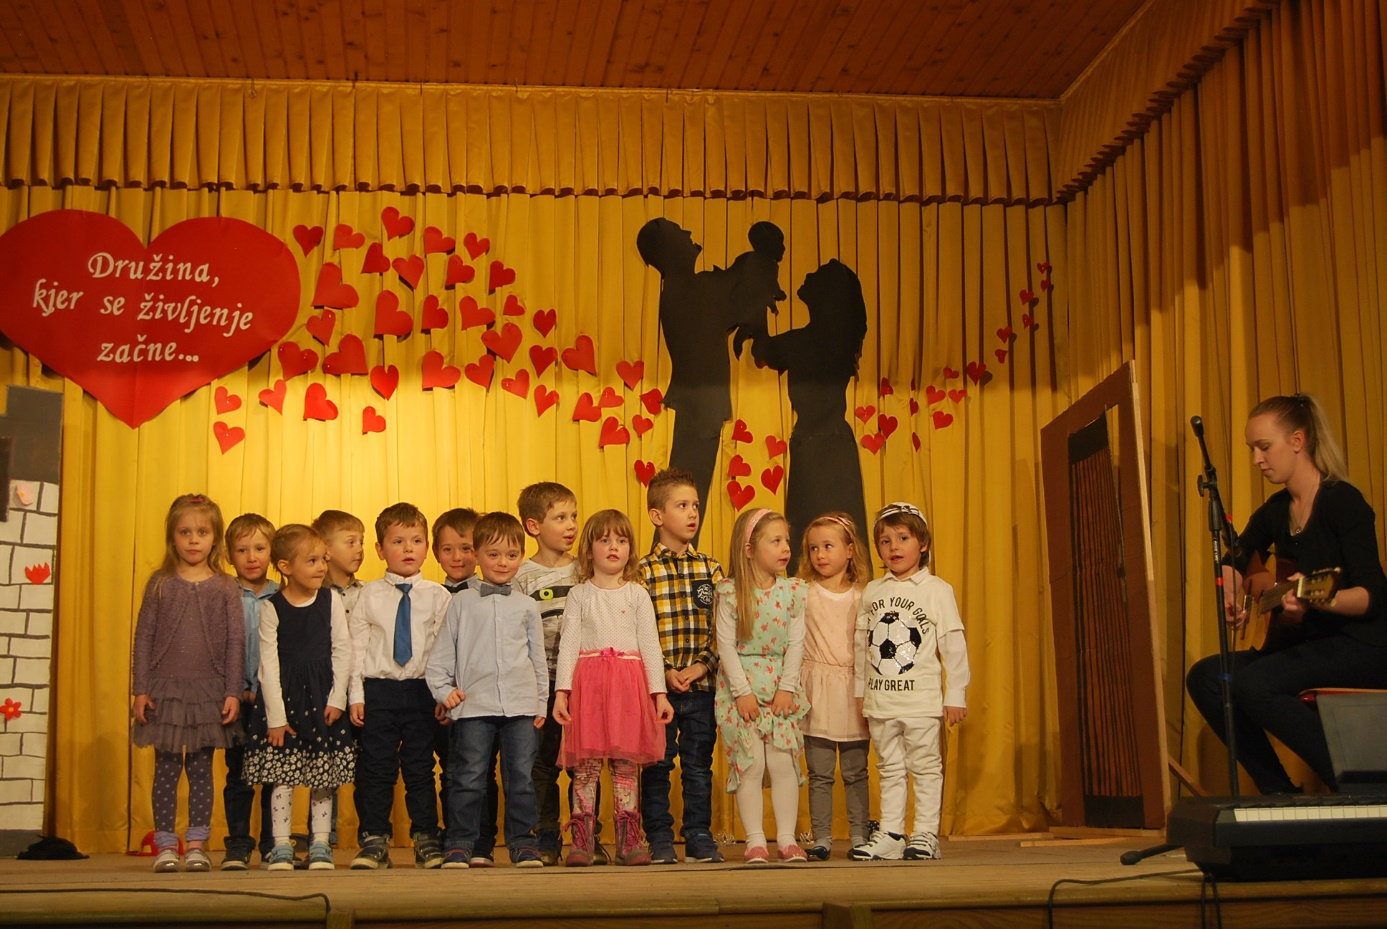 Družina,
kjer se življenje
začne...
FOR YOUR GOALS
PLAY GREAT